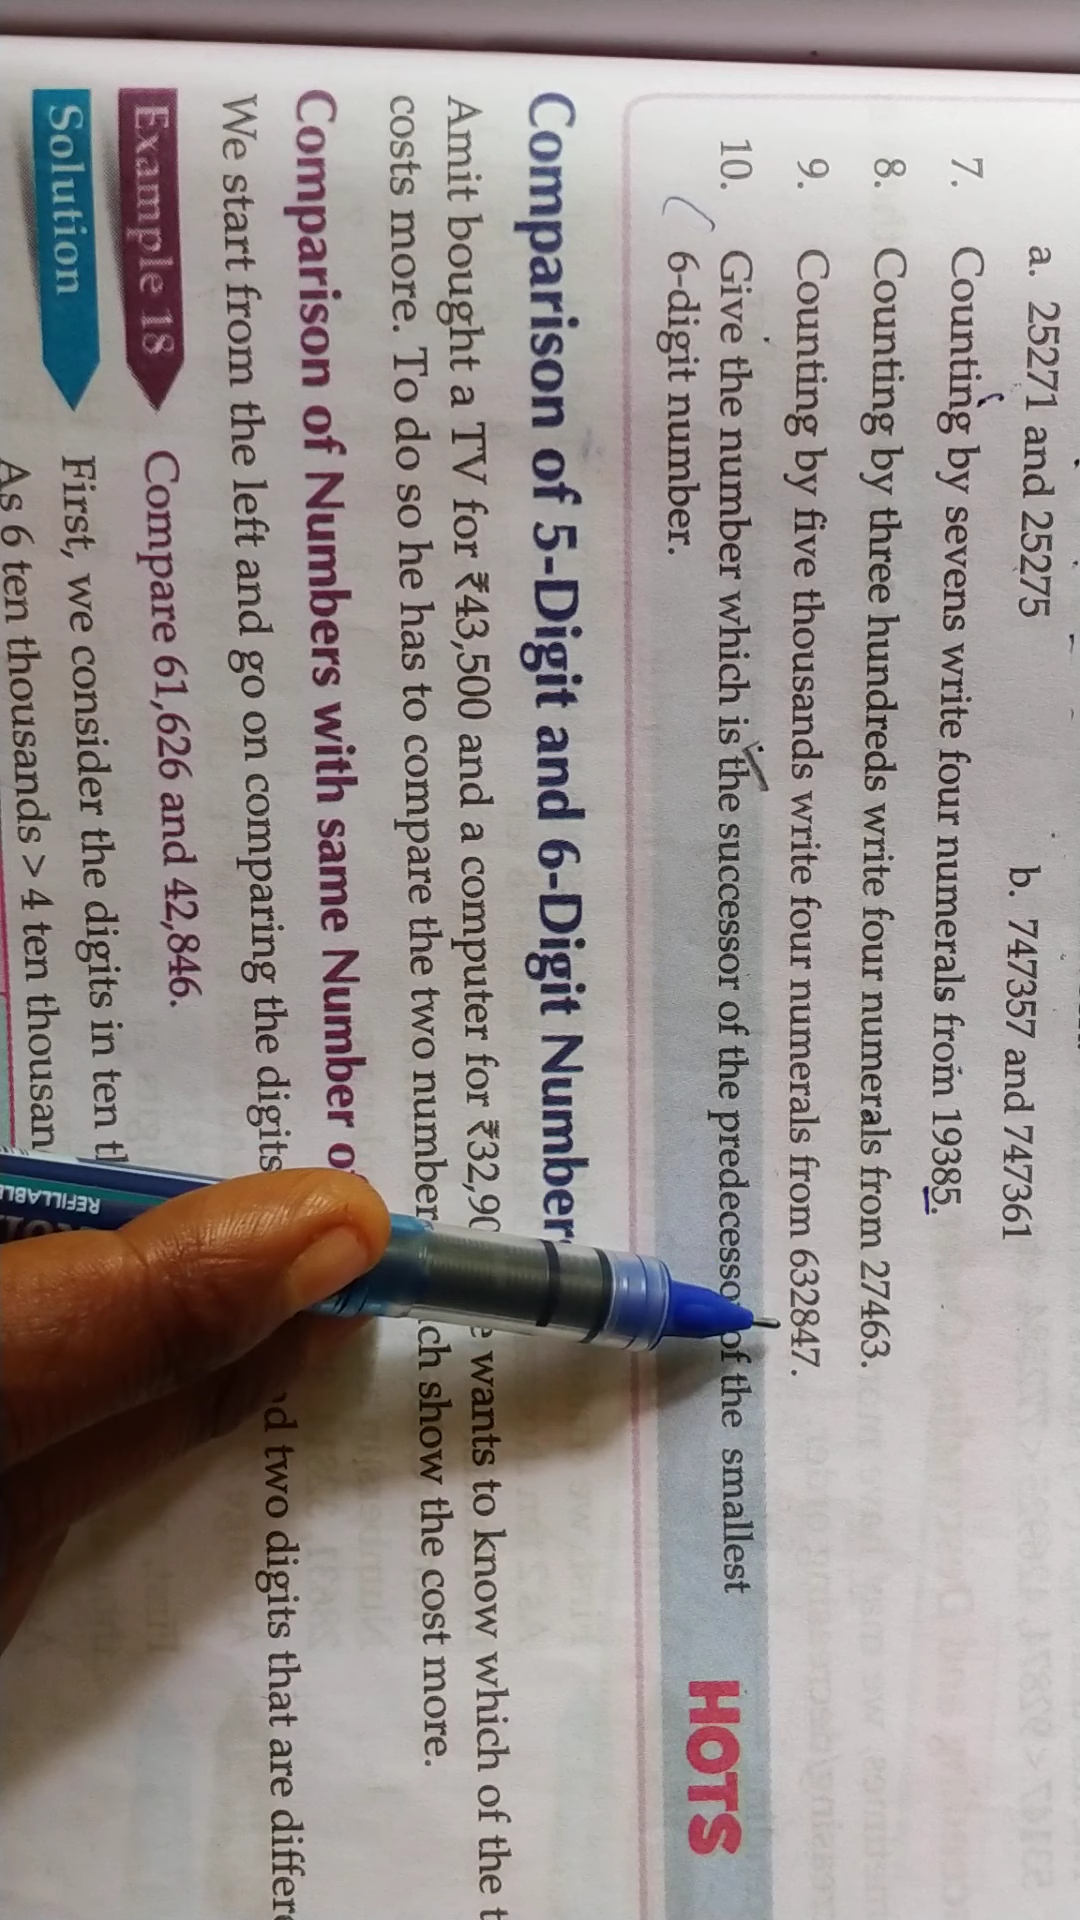 a. 25271 and 25275 b. 747357 and 747361
7. Counting by sevens write four numerals from 19385.
8. Counting by three hundreds write four numerals from 27463.
9. Counting by five thousands write four numerals from 632847.
10. Give the number which is the successor of the predecessor of the smallest
6-digit number.
HOTS
Comparison of 5-Digit and 6-Digit Number
Amit bought a TV for ₹43,500 and a computer for ₹32,90 wants to know which of the
costs more. To do so he has to compare the two number ch show the cost more.
Comparison of Numbers with same Number
We start from the left and go on comparing the digits two digits that are differe
Example 18 Compare 61,626 and 42,846.
Solution First, we consider the digits in ten
As 6 ten thousands > 4 ten thousan
REFILLABL